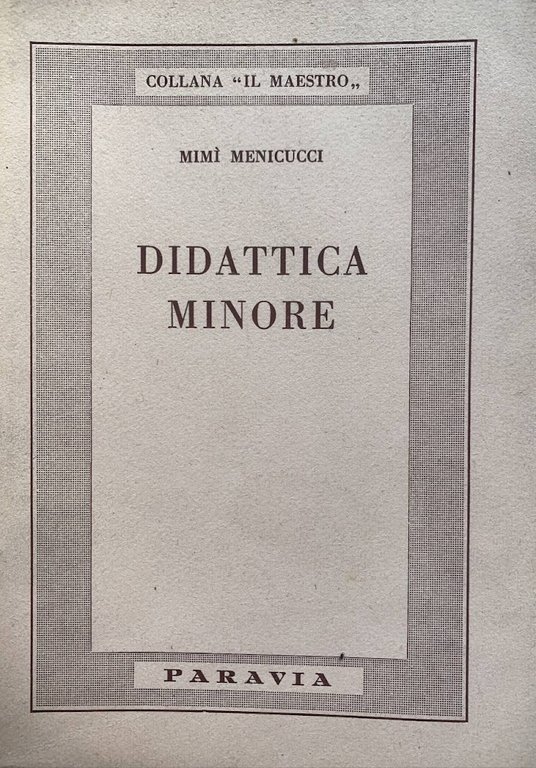 COLLANA “IL MAESTRO„
MIMÌ MENICUCCI
DIDATTICA
MINORE
PARAVIA